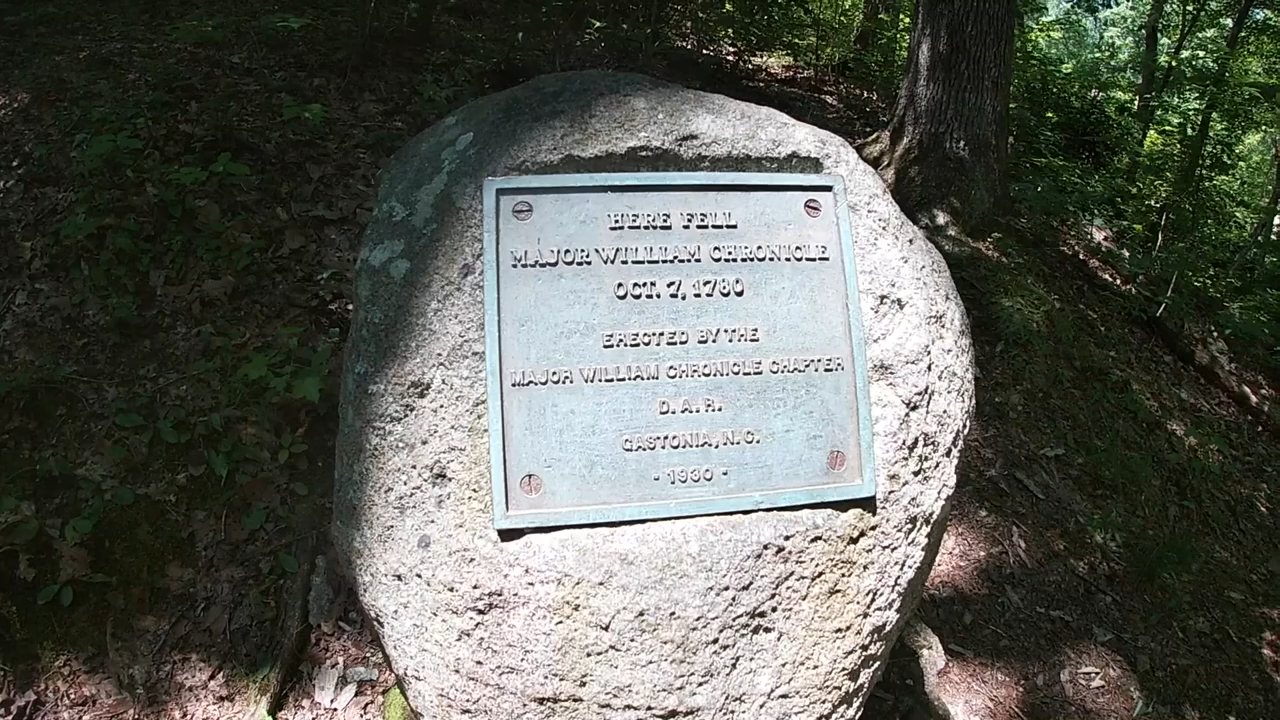 HERE FELL
MAJOR WILLIAM CHRONICLE
OCT. 7, 1780
ERECTED BY THE
MAJOR WILLIAM CHRONICLE CHAPTER
D. A. R.
GASTONIA, N. C.
- 1930 -